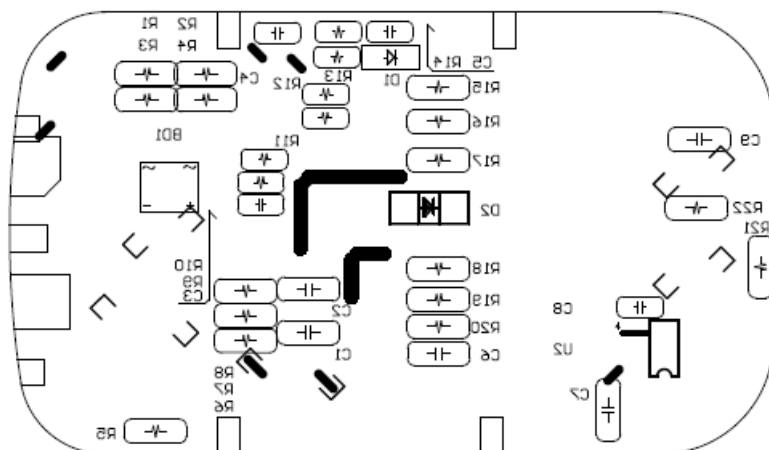 R1 R2
R3 R4
C5 R14
C4
R12
R13
D1
R15
R16
BD1
R11
R17
C9
~ ~
- +
D2
R22
R21
R10
R9
C3
R18
R19
C2
C8
R20
C1
C6
U2
R8
R7
R6
C7
R5